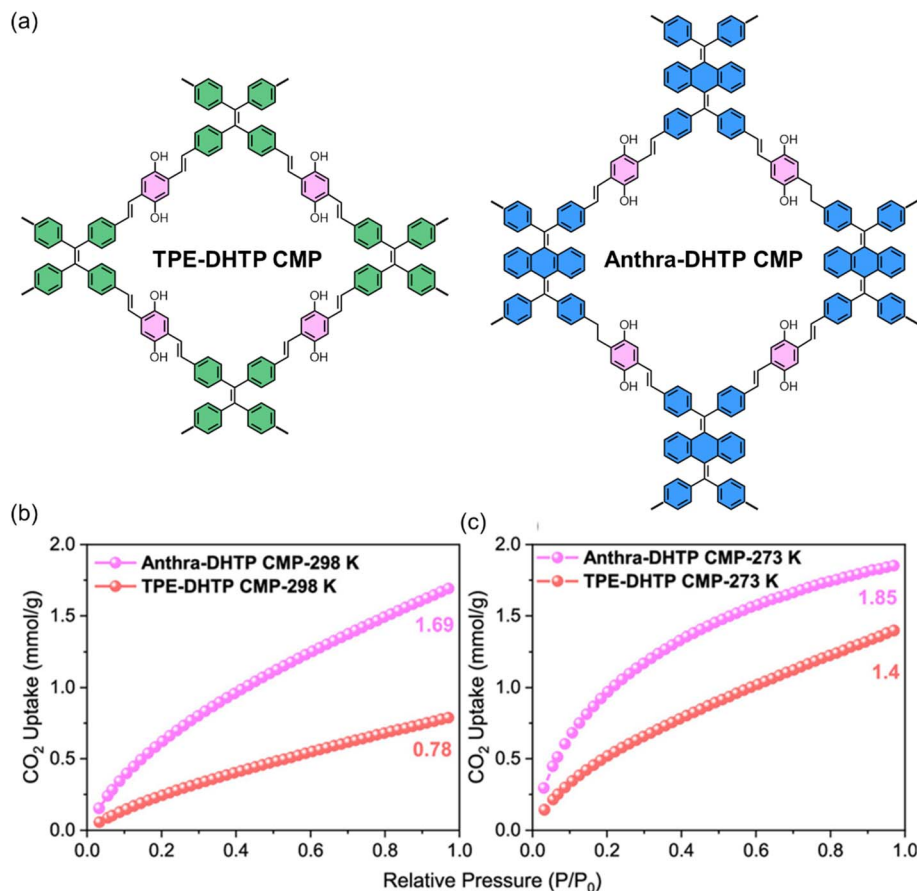 (a)
OH
OH
OH
OH
TPE-DHTP CMP
OH
OH
OH
OH
OH
OH
OH
OH
Anthra-DHTP CMP
OH
OH
OH
OH
(b)
CO₂ Uptake (mmol/g)
2.0
1.5
1.0
0.5
0.0
Anthra-DHTP CMP-298 K
TPE-DHTP CMP-298 K
1.69
0.78
0.0 0.2 0.4 0.6 0.8 1.0
(c)
CO₂ Uptake (mmol/g)
2.0
1.5
1.0
0.5
0.0
Anthra-DHTP CMP-273 K
TPE-DHTP CMP-273 K
1.85
1.4
0.0 0.2 0.4 0.6 0.8 1.0
Relative Pressure (P/P₀)